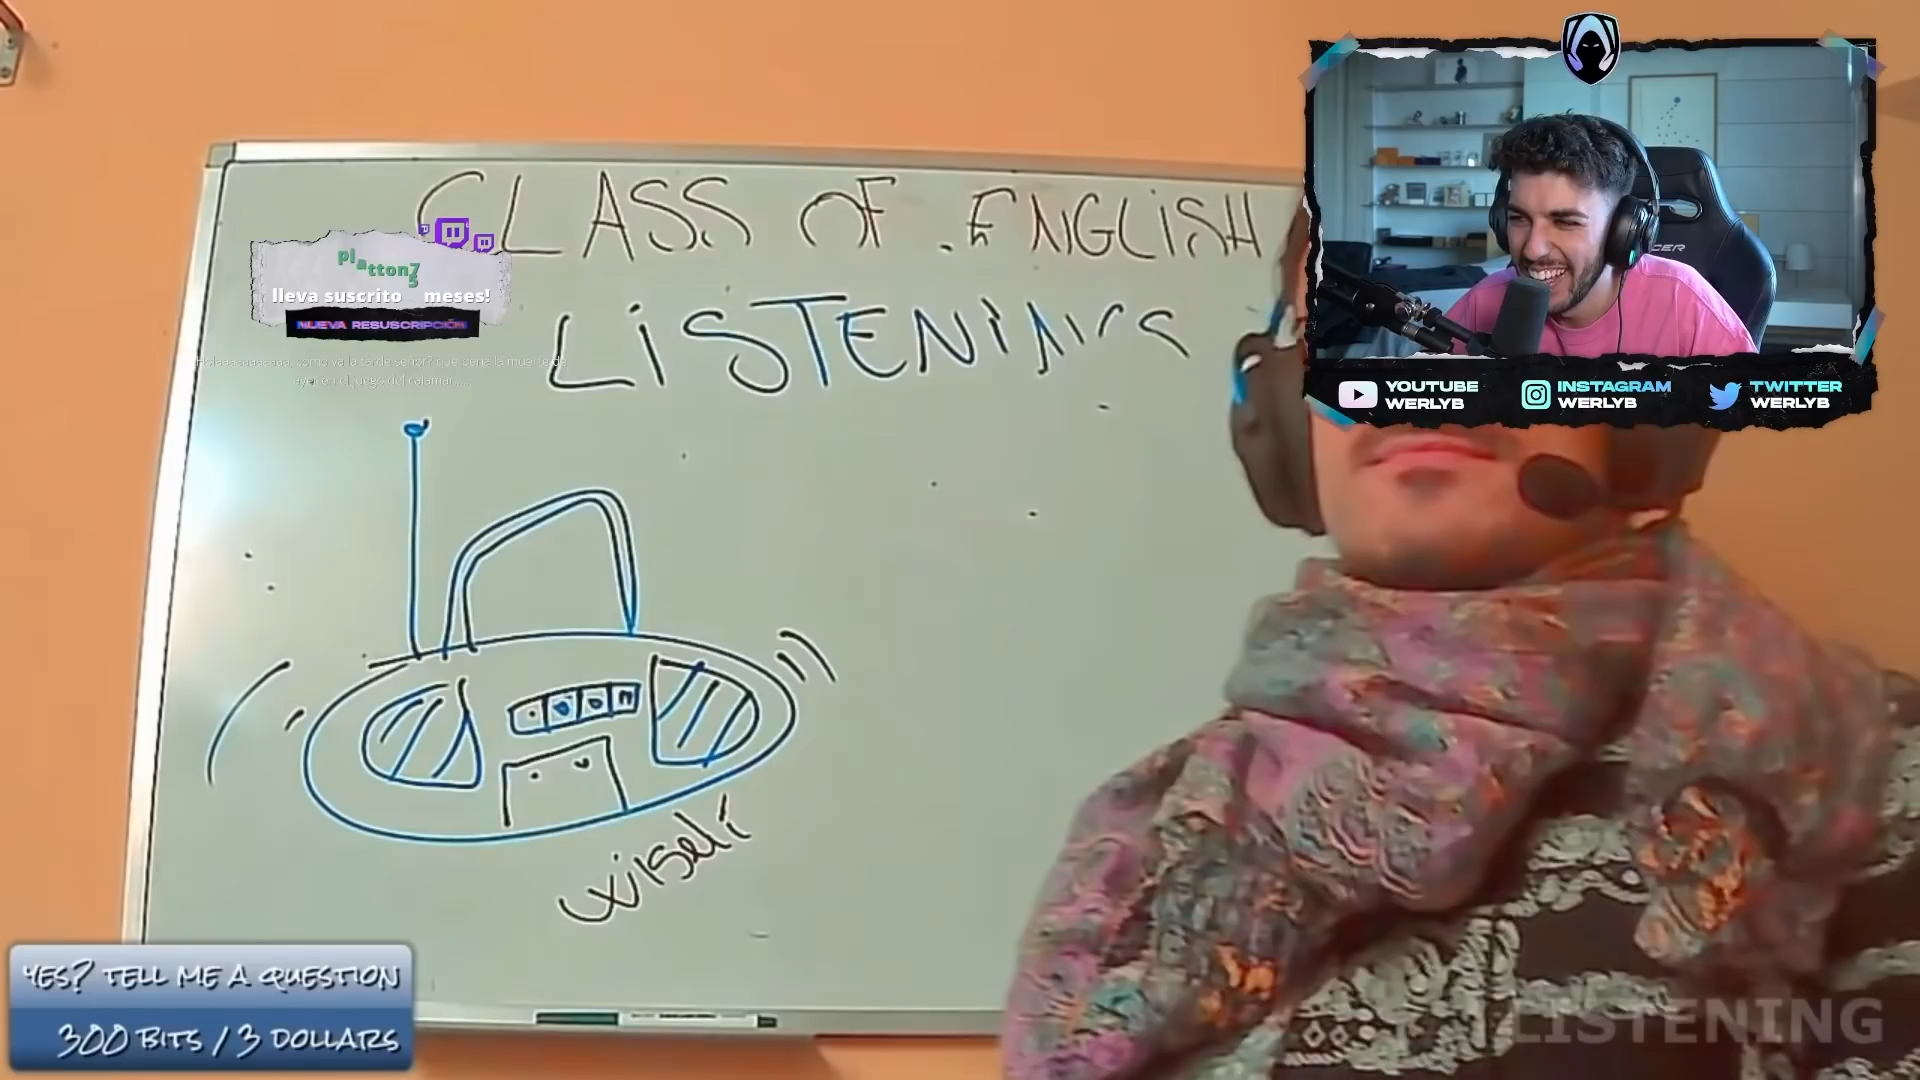 CLASS OF ENGLISH
LISTENING
platton7
lleva suscrito 5 meses!
NUEVA RESUSCRIPCIÓN
YOUTUBE
WERLYB
INSTAGRAM
WERLYB
TWITTER
WERLYB
YES? TELL ME A QUESTION
300 BITS / 3 DOLLARS
LISTENING